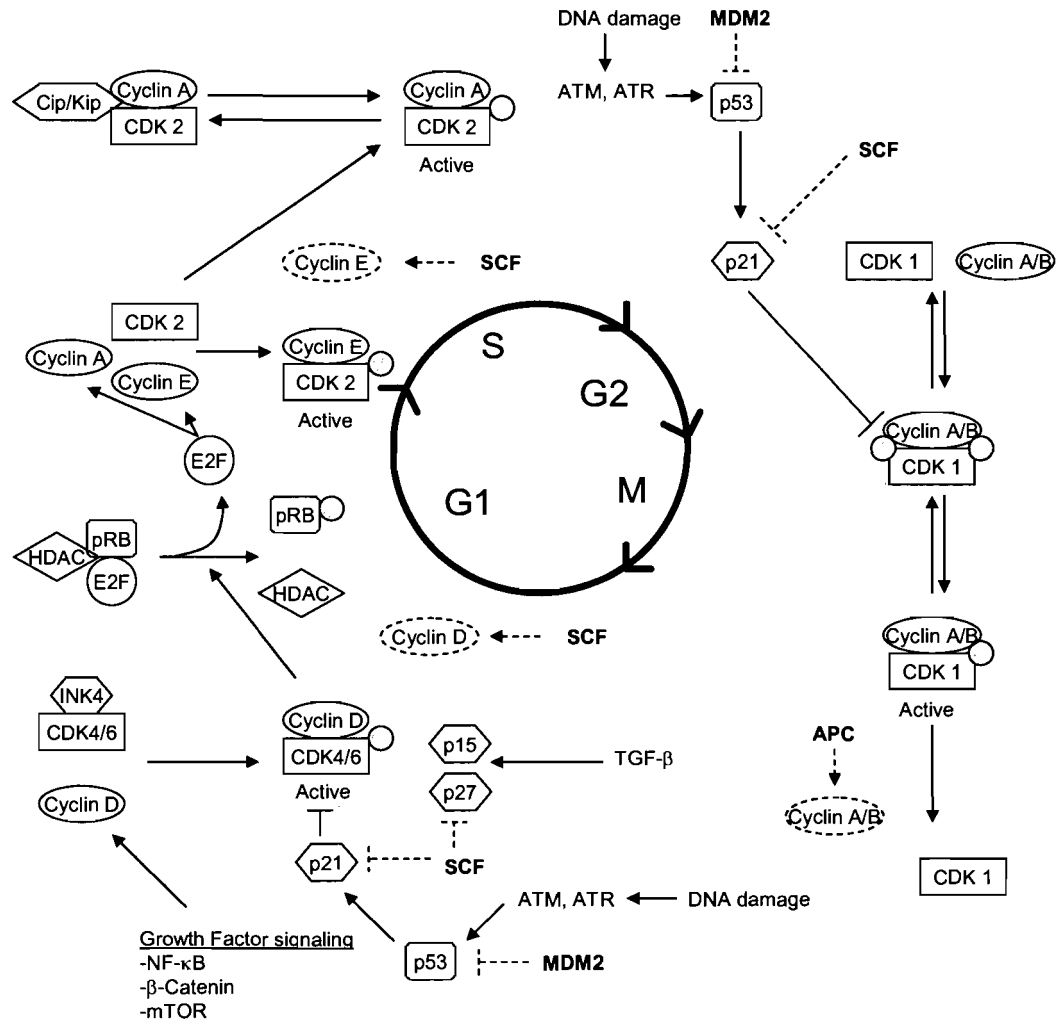 DNA damage
MDM2
Cip/Kip
Cyclin A
CDK 2
Cyclin A
CDK 2
Active
ATM, ATR
p53
SCF
Cyclin E
SCF
p21
CDK 1
Cyclin A/B
CDK 2
Cyclin A
Cyclin E
Cyclin E
CDK 2
Active
S
G2
M
G1
E2F
Cyclin A/B
CDK 1
pRB
HDAC
E2F
pRB
HDAC
Cyclin D
SCF
Cyclin A/B
CDK 1
Active
INK4
CDK4/6
Cyclin D
Cyclin D
CDK4/6
Active
p15
p27
TGF-β
APC
Cyclin A/B
CDK 1
p21
SCF
ATM, ATR
DNA damage
p53
MDM2
Growth Factor signaling
-NF-κB
-β-Catenin
-mTOR